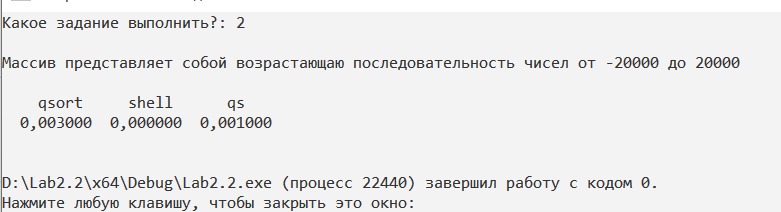 Какое задание выполнить?: 2
Массив представляет собой возрастающаю последовательность чисел от -20000 до 20000
qsort shell qs
0,003000 0,000000 0,001000
D:\Lab2.2\x64\Debug\Lab2.2.exe (процесс 22440) завершил работу с кодом 0.
Нажмите любую клавишу, чтобы закрыть это окно: